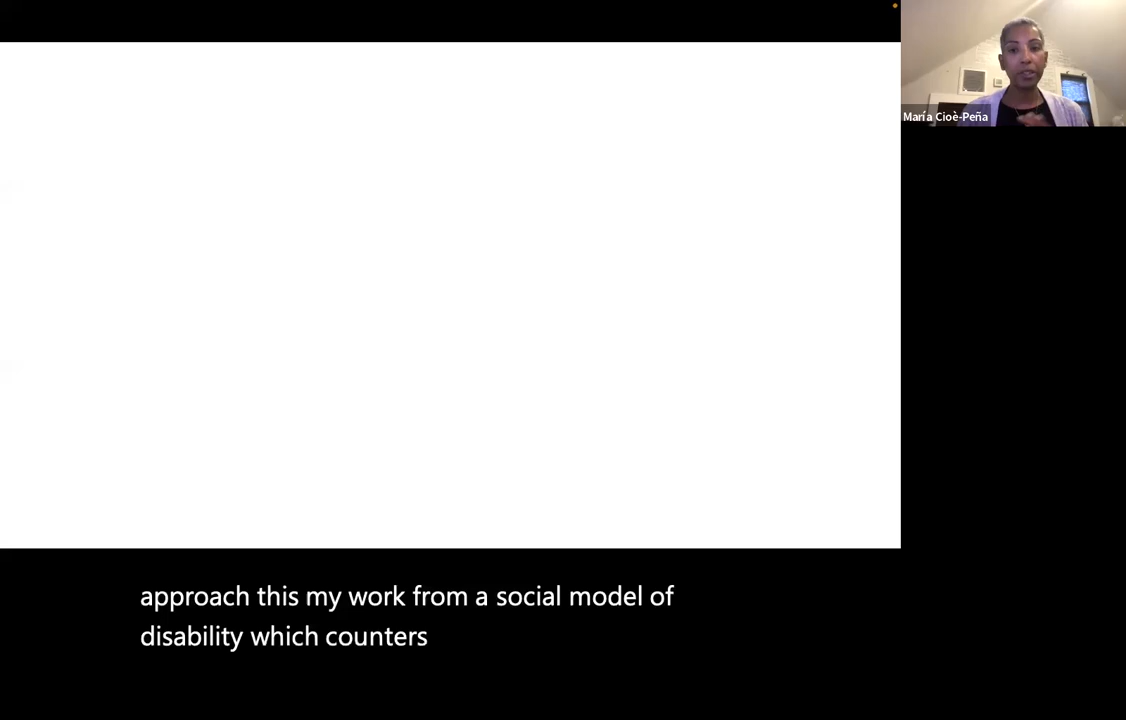 María Cioè-Peña
approach this my work from a social model of
disability which counters